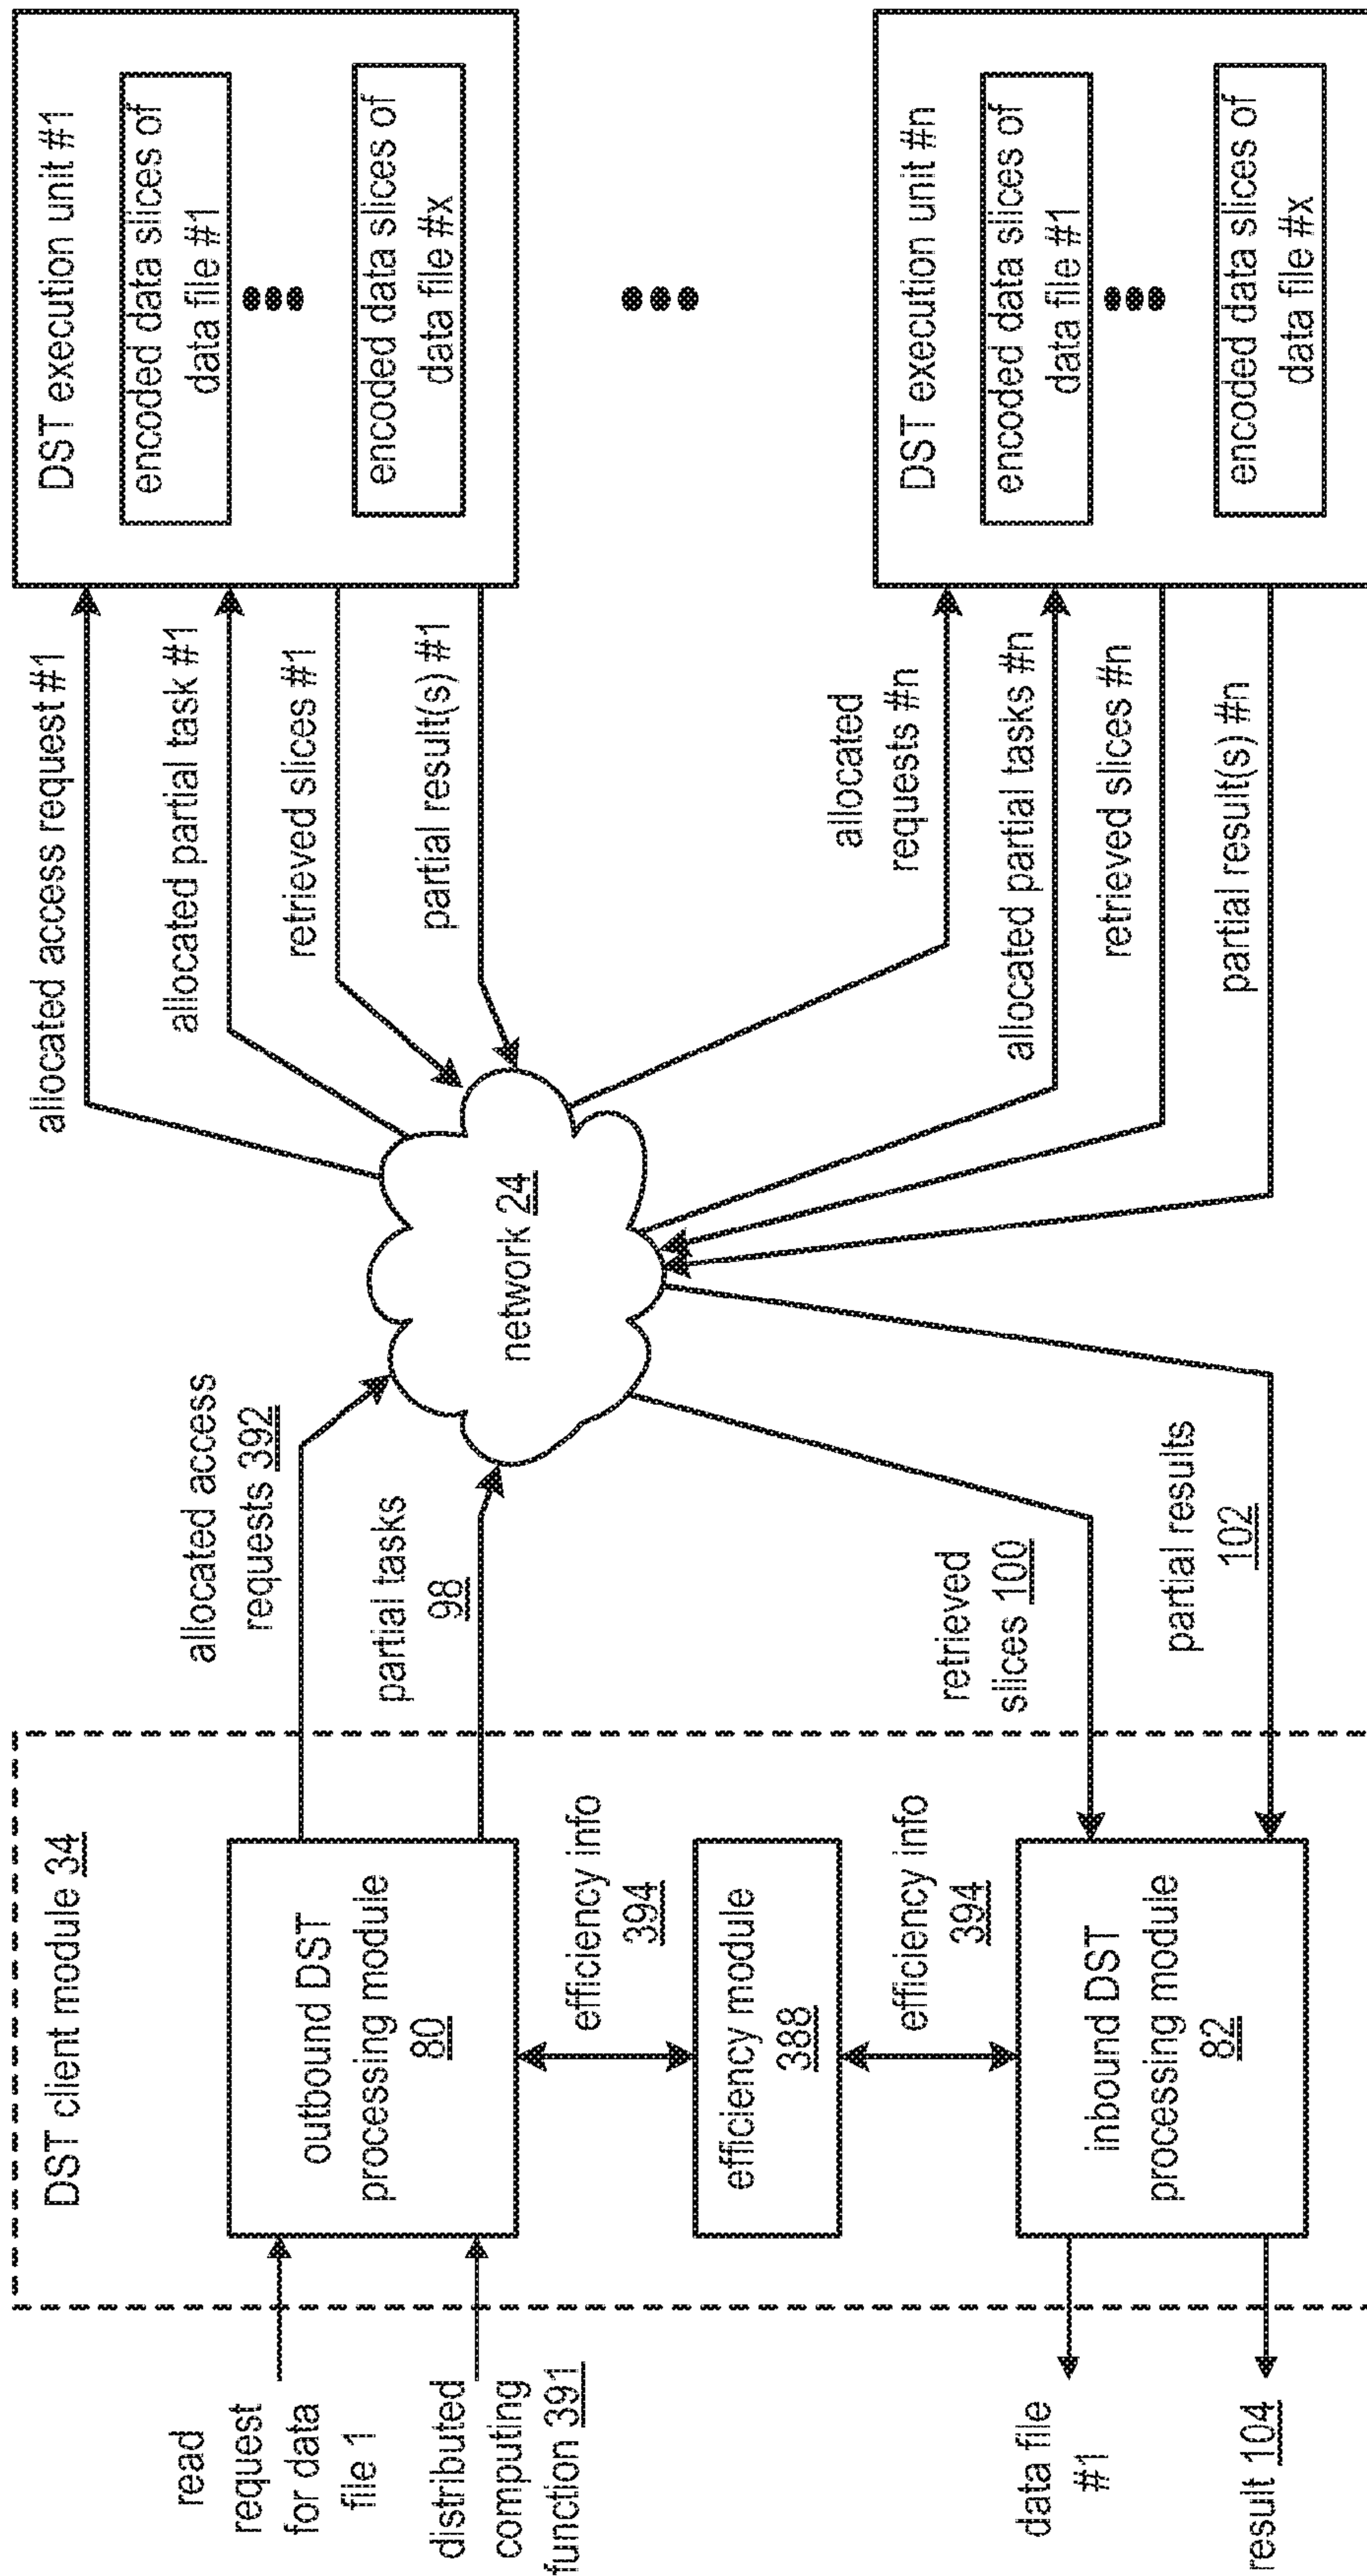 DST client module 34
read
request
for data
file 1
distributed
computing
function 391
outbound DST
processing module
80
efficiency info
394
efficiency module
388
efficiency info
394
inbound DST
processing module
82
data file
#1
result 104
allocated access
requests 392
partial tasks
98
retrieved
slices 100
partial results
102
network 24
allocated access request #1
allocated partial task #1
retrieved slices #1
partial result(s) #1
allocated
requests #n
allocated partial tasks #n
retrieved slices #n
partial result(s) #n
DST execution unit #1
encoded data slices of
data file #1
encoded data slices of
data file #x
DST execution unit #n
encoded data slices of
data file #1
encoded data slices of
data file #x